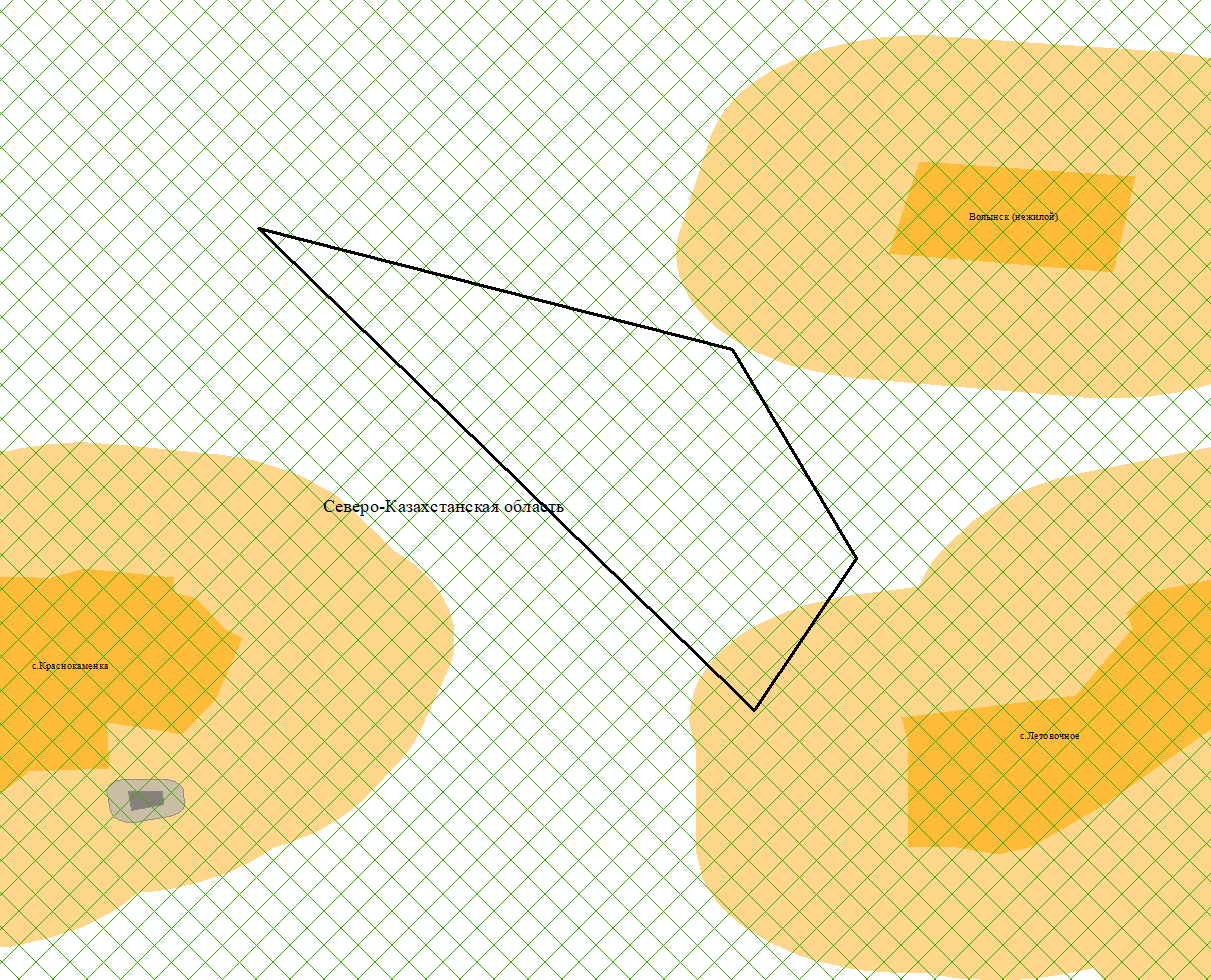 Волынск (нежилой)
Северо-Казахстанская область
с.Краснокаменка
с.Летовочное